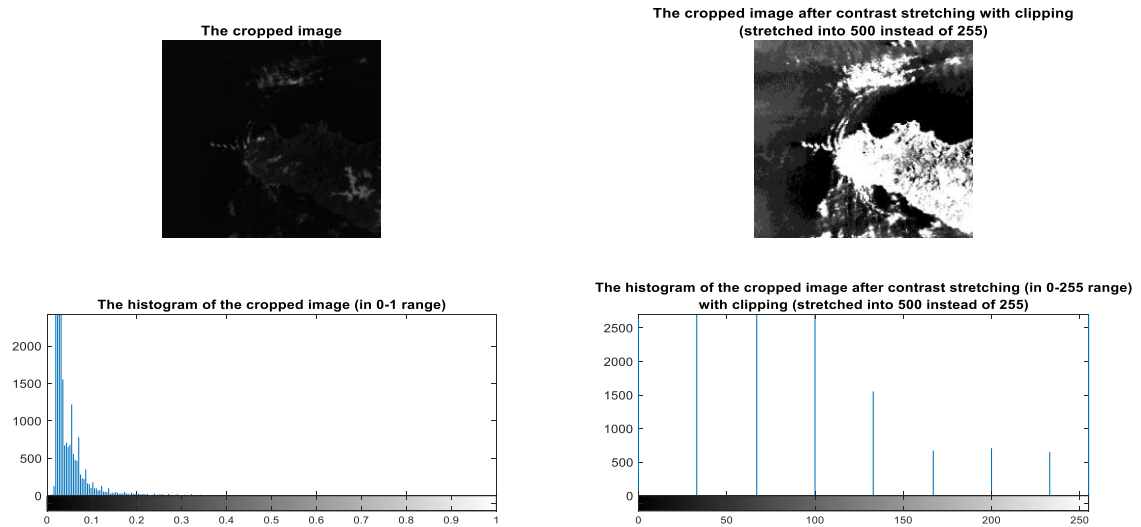 The cropped image
The cropped image after contrast stretching with clipping
(stretched into 500 instead of 255)
The histogram of the cropped image (in 0-1 range)
2000
1500
1000
500
0
0 0.1 0.2 0.3 0.4 0.5 0.6 0.7 0.8 0.9 1
The histogram of the cropped image after contrast stretching (in 0-255 range)
with clipping (stretched into 500 instead of 255)
2500
2000
1500
1000
500
0
0 50 100 150 200 250